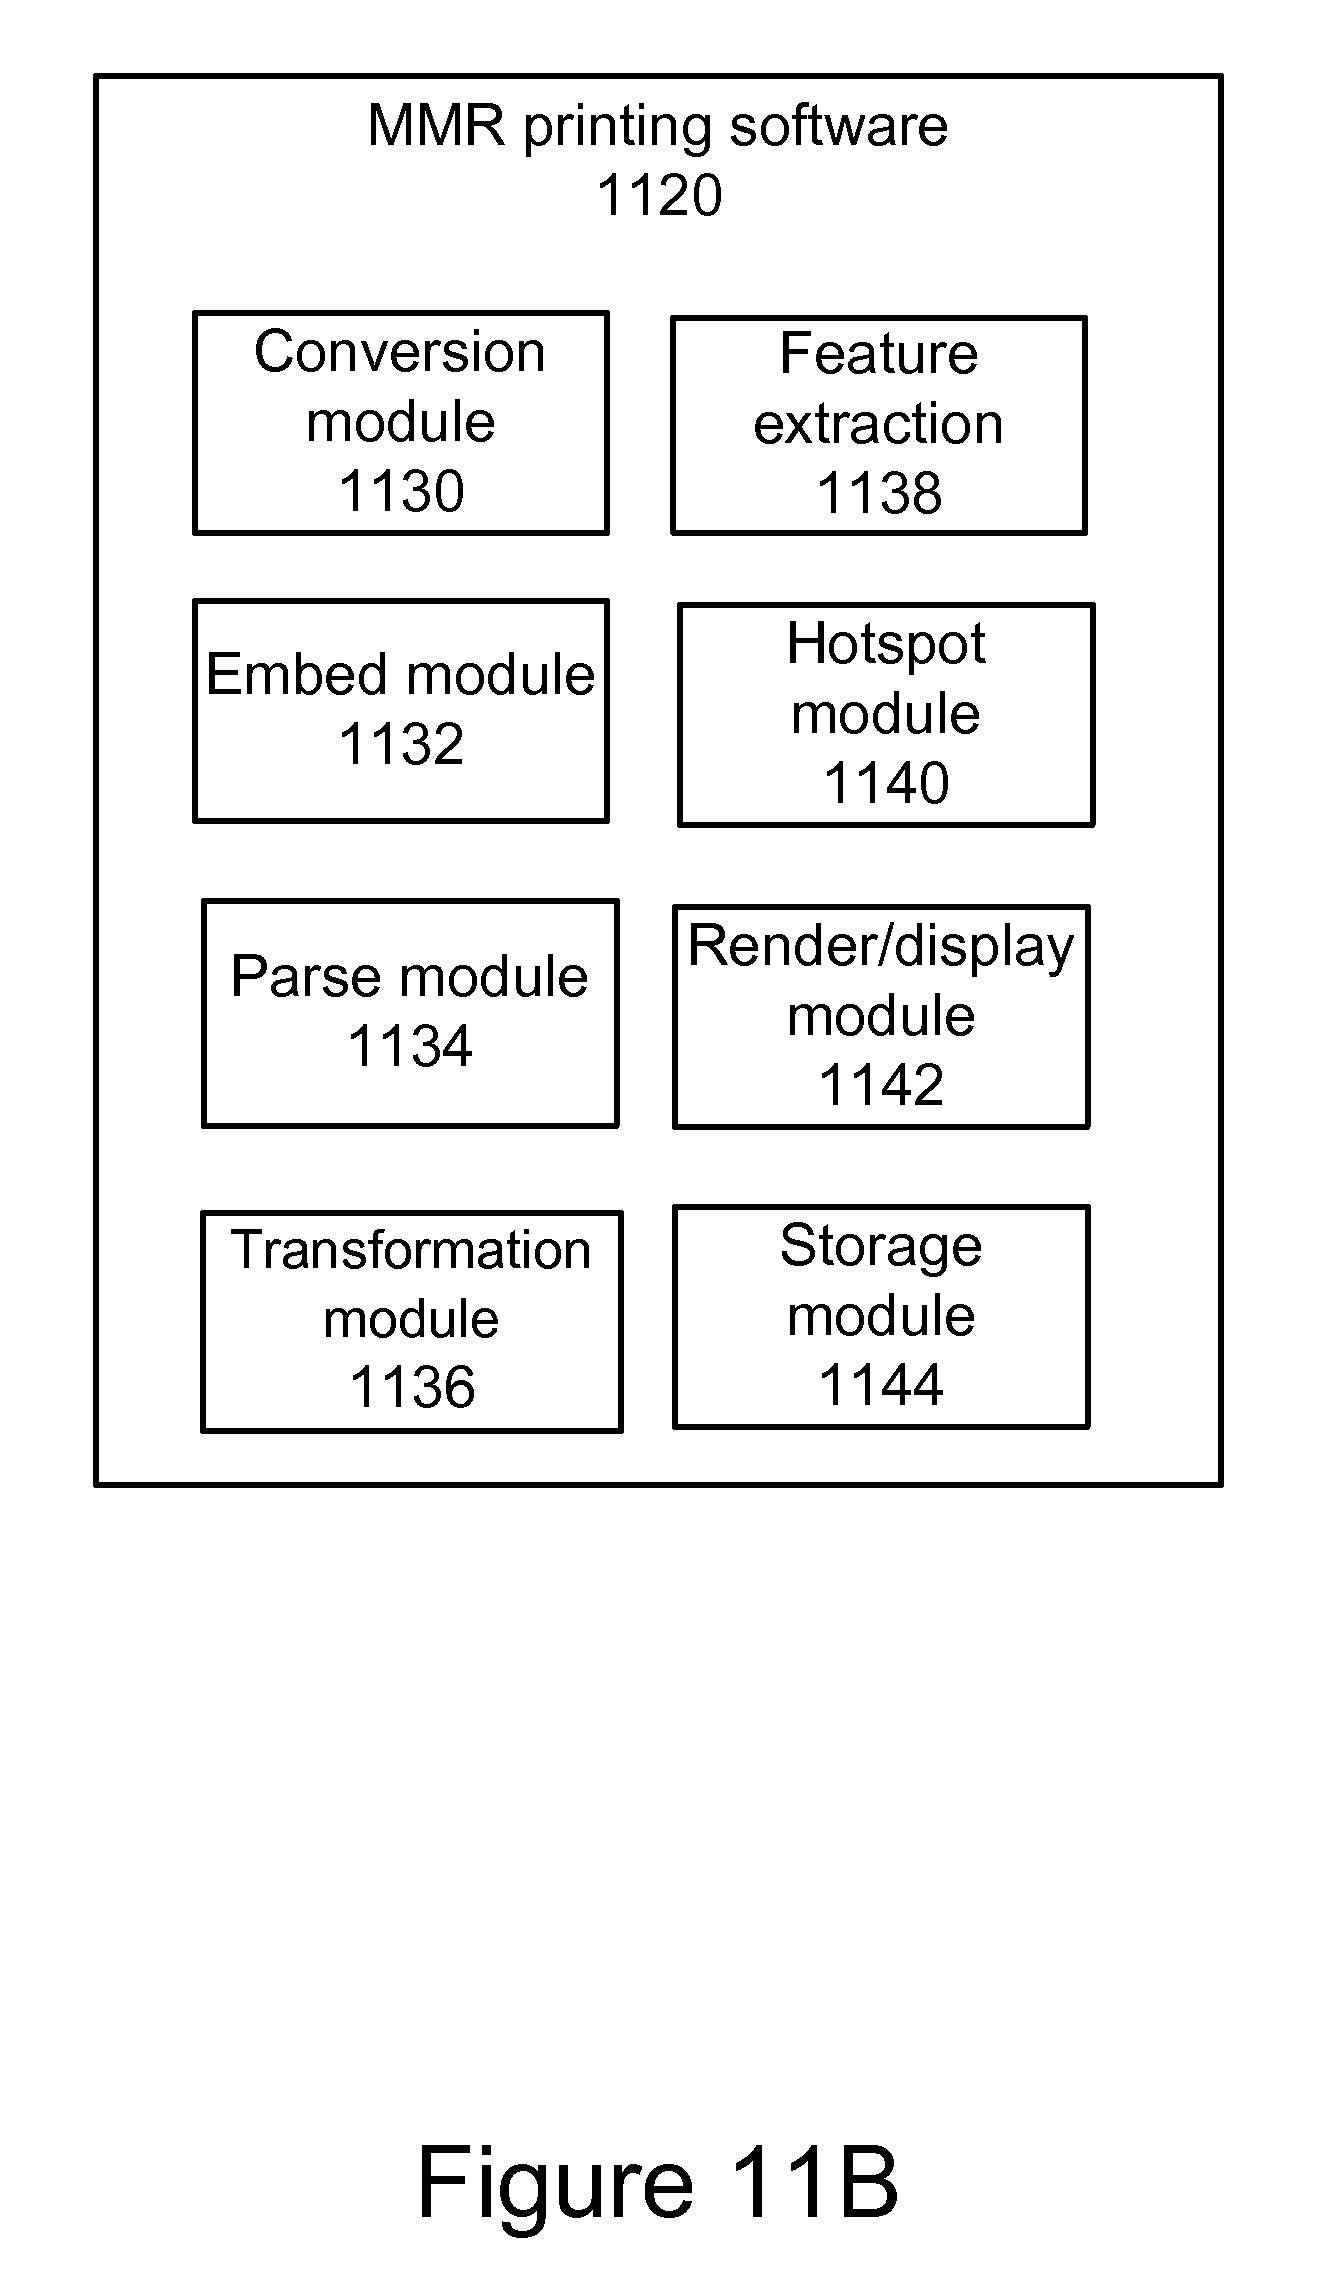 MMR printing software
1120
Conversion
module
1130
Feature
extraction
1138
Embed module
1132
Hotspot
module
1140
Parse module
1134
Render/display
module
1142
Transformation
module
1136
Storage
module
1144
Figure 11B